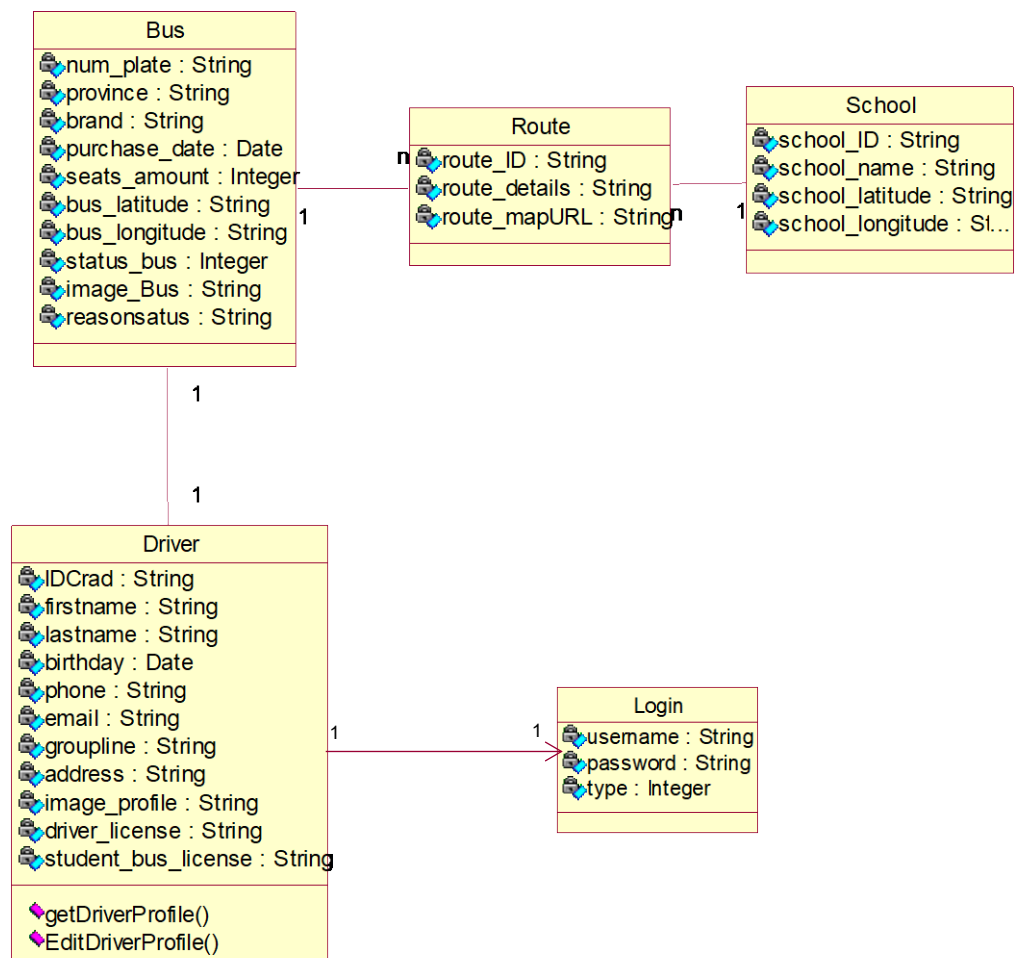 Bus
num_plate : String
province : String
brand : String
purchase_date : Date
seats_amount : Integer
bus_latitude : String
bus_longitude : String
status_bus : Integer
image_Bus : String
reasonsatus : String
1
n
Route
route_ID : String
route_details : String
route_mapURL : String
n
1
School
school_ID : String
school_name : String
school_latitude : String
school_longitude : St...
1
1
Driver
IDCrad : String
firstname : String
lastname : String
birthday : Date
phone : String
email : String
groupline : String
address : String
image_profile : String
driver_license : String
student_bus_license : String
getDriverProfile()
EditDriverProfile()
1
1
Login
username : String
password : String
type : Integer